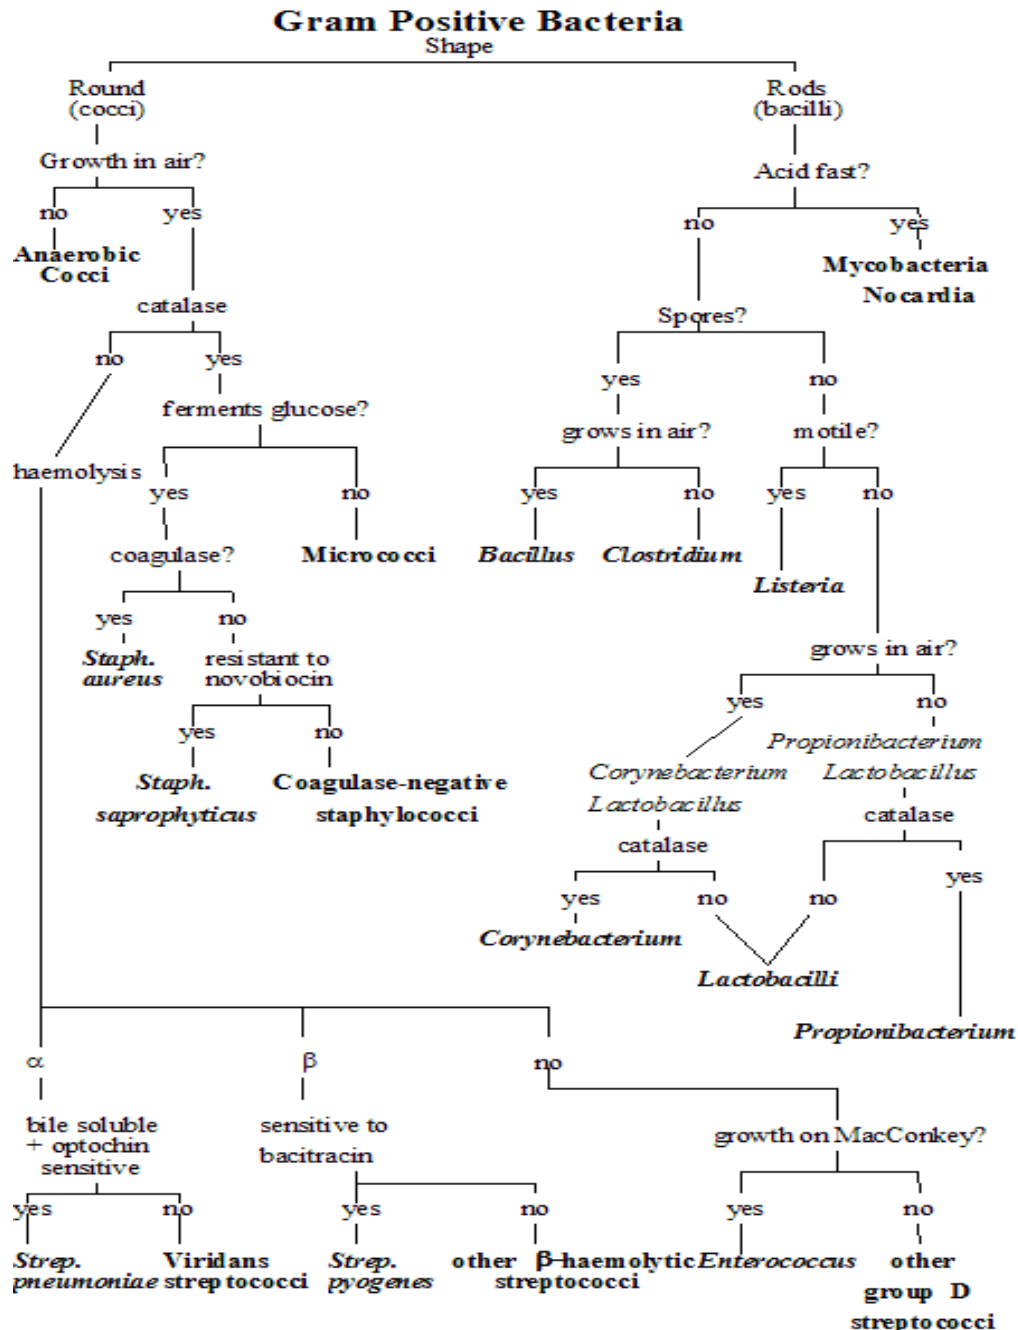 Gram Positive Bacteria
Shape
Round
(cocci)
Rods
(bacilli)
Growth in air?
Acid fast?
no
yes
no
yes
Anaerobic
Cocci
Mycobacteria
Nocardia
catalase
Spores?
no
yes
yes
no
ferments glucose?
grows in air?
motile?
haemolysis
yes
no
yes
no
yes
no
coagulase?
Micrococci
Bacillus
Clostridium
Listeria
yes
no
Staph.
aureus
resistant to
novobiocin
grows in air?
yes
no
yes
no
Staph.
saprophyticus
Coagulase-negative
staphylococci
Corynebacterium
Lactobacillus
Propionibacterium
Lactobacillus
catalase
catalase
yes
no
no
yes
Corynebacterium
Lactobacilli
Propionibacterium
α
β
no
bile soluble
+ optochin
sensitive
sensitive to
bacitracin
growth on MacConkey?
yes
no
yes
no
yes
no
Strep.
pneumoniae
Viridans
streptococci
Strep.
pyogenes
other β-haemolytic
streptococci
Enterococcus
other
group D
streptococci